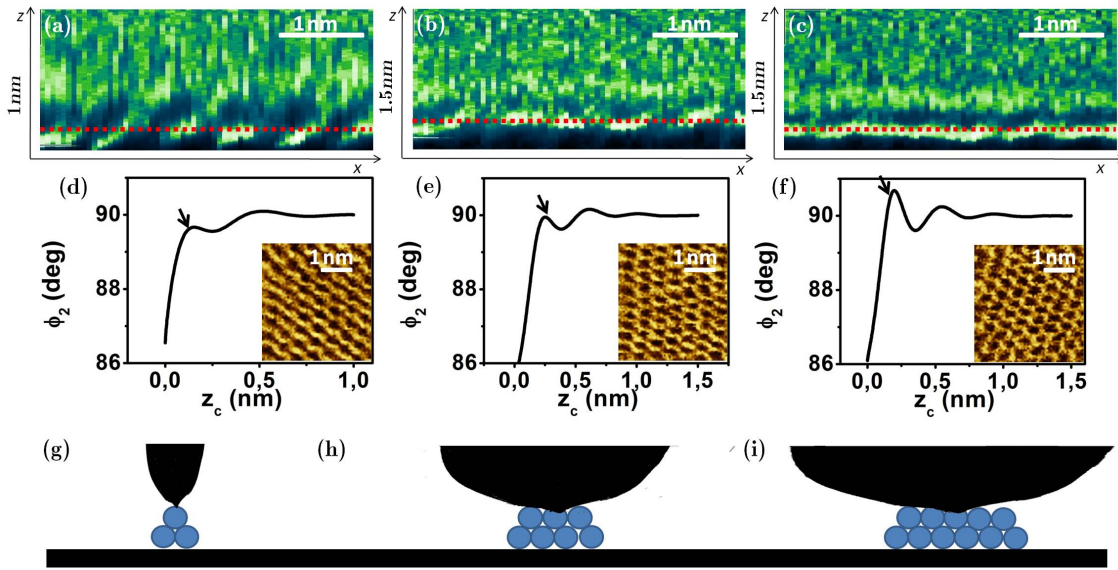 z
(a)
1nm
1nm
x
z
(b)
1nm
1.5nm
x
z
(c)
1nm
1.5nm
x
(d)
90
88
86
ϕ2 (deg)
1nm
0,0 0,5 1,0
zc (nm)
(e)
90
88
86
ϕ2 (deg)
1nm
0,0 0,5 1,0 1,5
zc (nm)
(f)
90
88
86
ϕ2 (deg)
1nm
0,0 0,5 1,0 1,5
zc (nm)
(g)
(h)
(i)